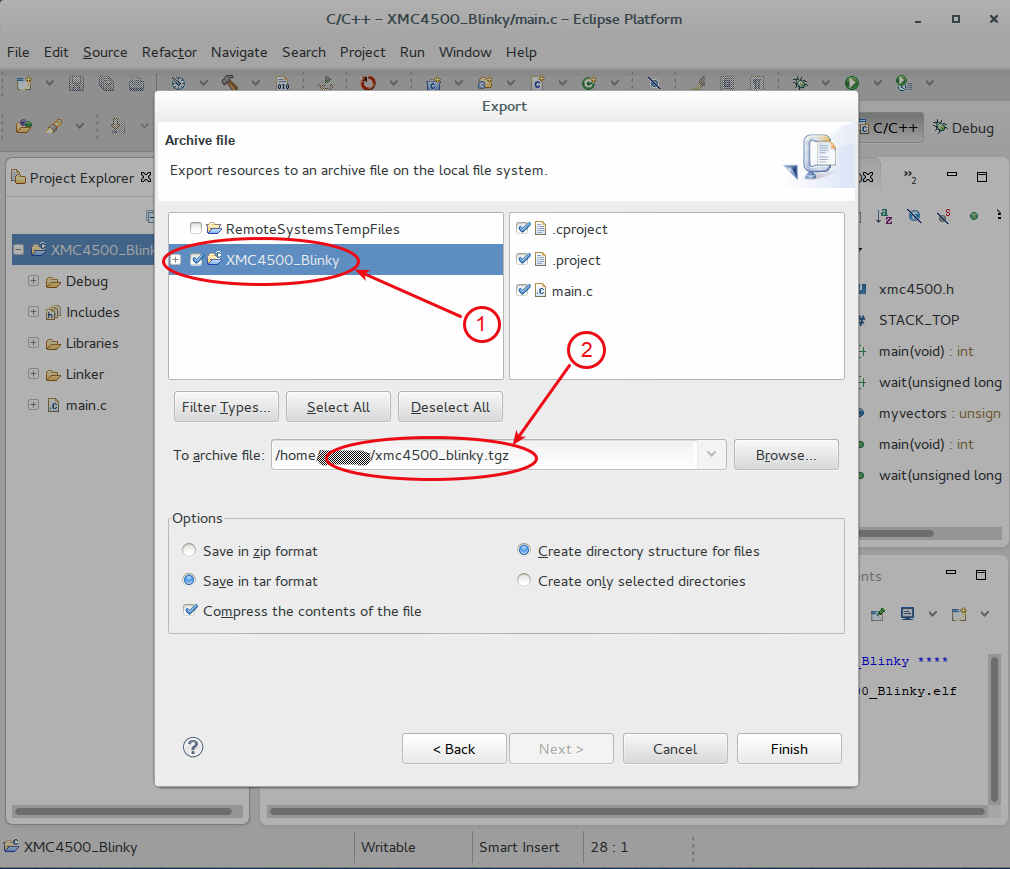 C/C++ – XMC4500_Blinky/main.c – Eclipse Platform
File Edit Source Refactor Navigate Search Project Run Window Help
Export
C/C++ Debug
Archive file
Export resources to an archive file on the local file system.
Project Explorer
RemoteSystemsTempFiles
XMC4500_Blinky
.cproject
.project
main.c
XMC4500_Blink
Debug
Includes
Libraries
Linker
main.c
xmc4500.h
STACK_TOP
main(void) : int
wait(unsigned long
myvectors : unsign
main(void) : int
wait(unsigned long
1
2
Filter Types... Select All Deselect All
To archive file: /home /xmc4500_blinky.tgz Browse...
Options
Save in zip format
Save in tar format
Compress the contents of the file
Create directory structure for files
Create only selected directories
ents
_Blinky ****
00_Blinky.elf
? < Back Next > Cancel Finish
XMC4500_Blinky Writable Smart Insert 28 : 1